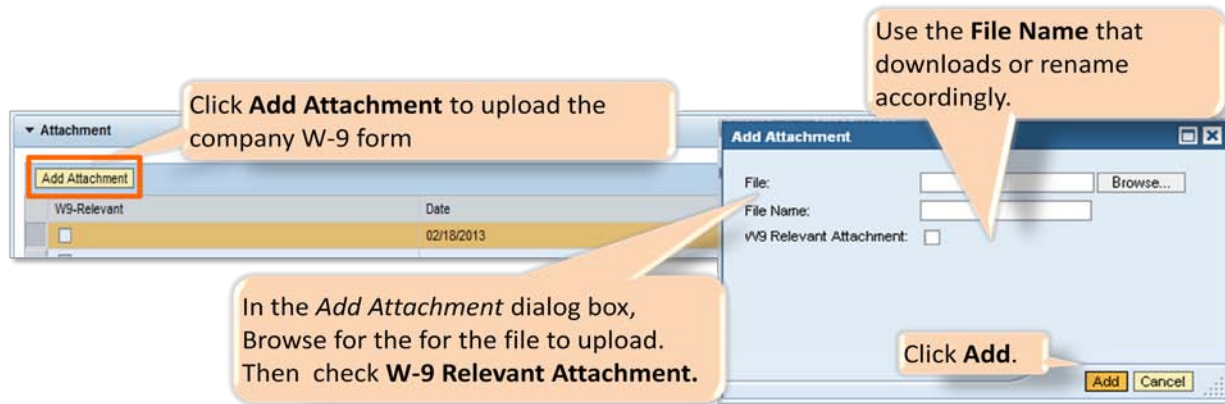 Use the File Name that
downloads or rename
accordingly.
Click Add Attachment to upload the
company W-9 form
Attachment
Add Attachment
W9-Relevant
Date
02/18/2013
Add Attachment
File:
Browse...
File Name:
W9 Relevant Attachment:
In the Add Attachment dialog box,
Browse for the for the file to upload.
Then check W-9 Relevant Attachment.
Click Add.
Add
Cancel